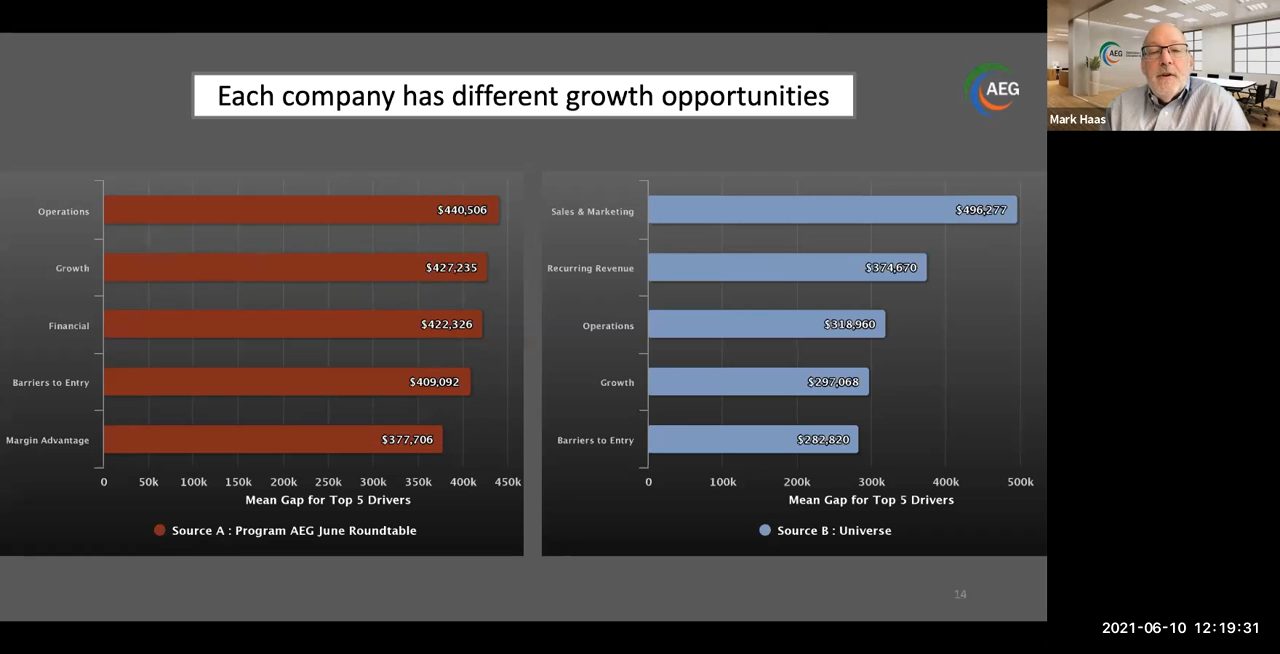 Each company has different growth opportunities
AEG
AEG
Mark Haas
Operations
$440,506
Growth
$427,235
Financial
$422,326
Barriers to Entry
$409,092
Margin Advantage
$377,706
0 50k 100k 150k 200k 250k 300k 350k 400k 450k
Mean Gap for Top 5 Drivers
Source A : Program AEG June Roundtable
Sales & Marketing
$496,277
Recurring Revenue
$374,670
Operations
$318,960
Growth
$297,068
Barriers to Entry
$282,820
0 100k 200k 300k 400k 500k
Mean Gap for Top 5 Drivers
Source B : Universe
14
2021-06-10 12:19:31